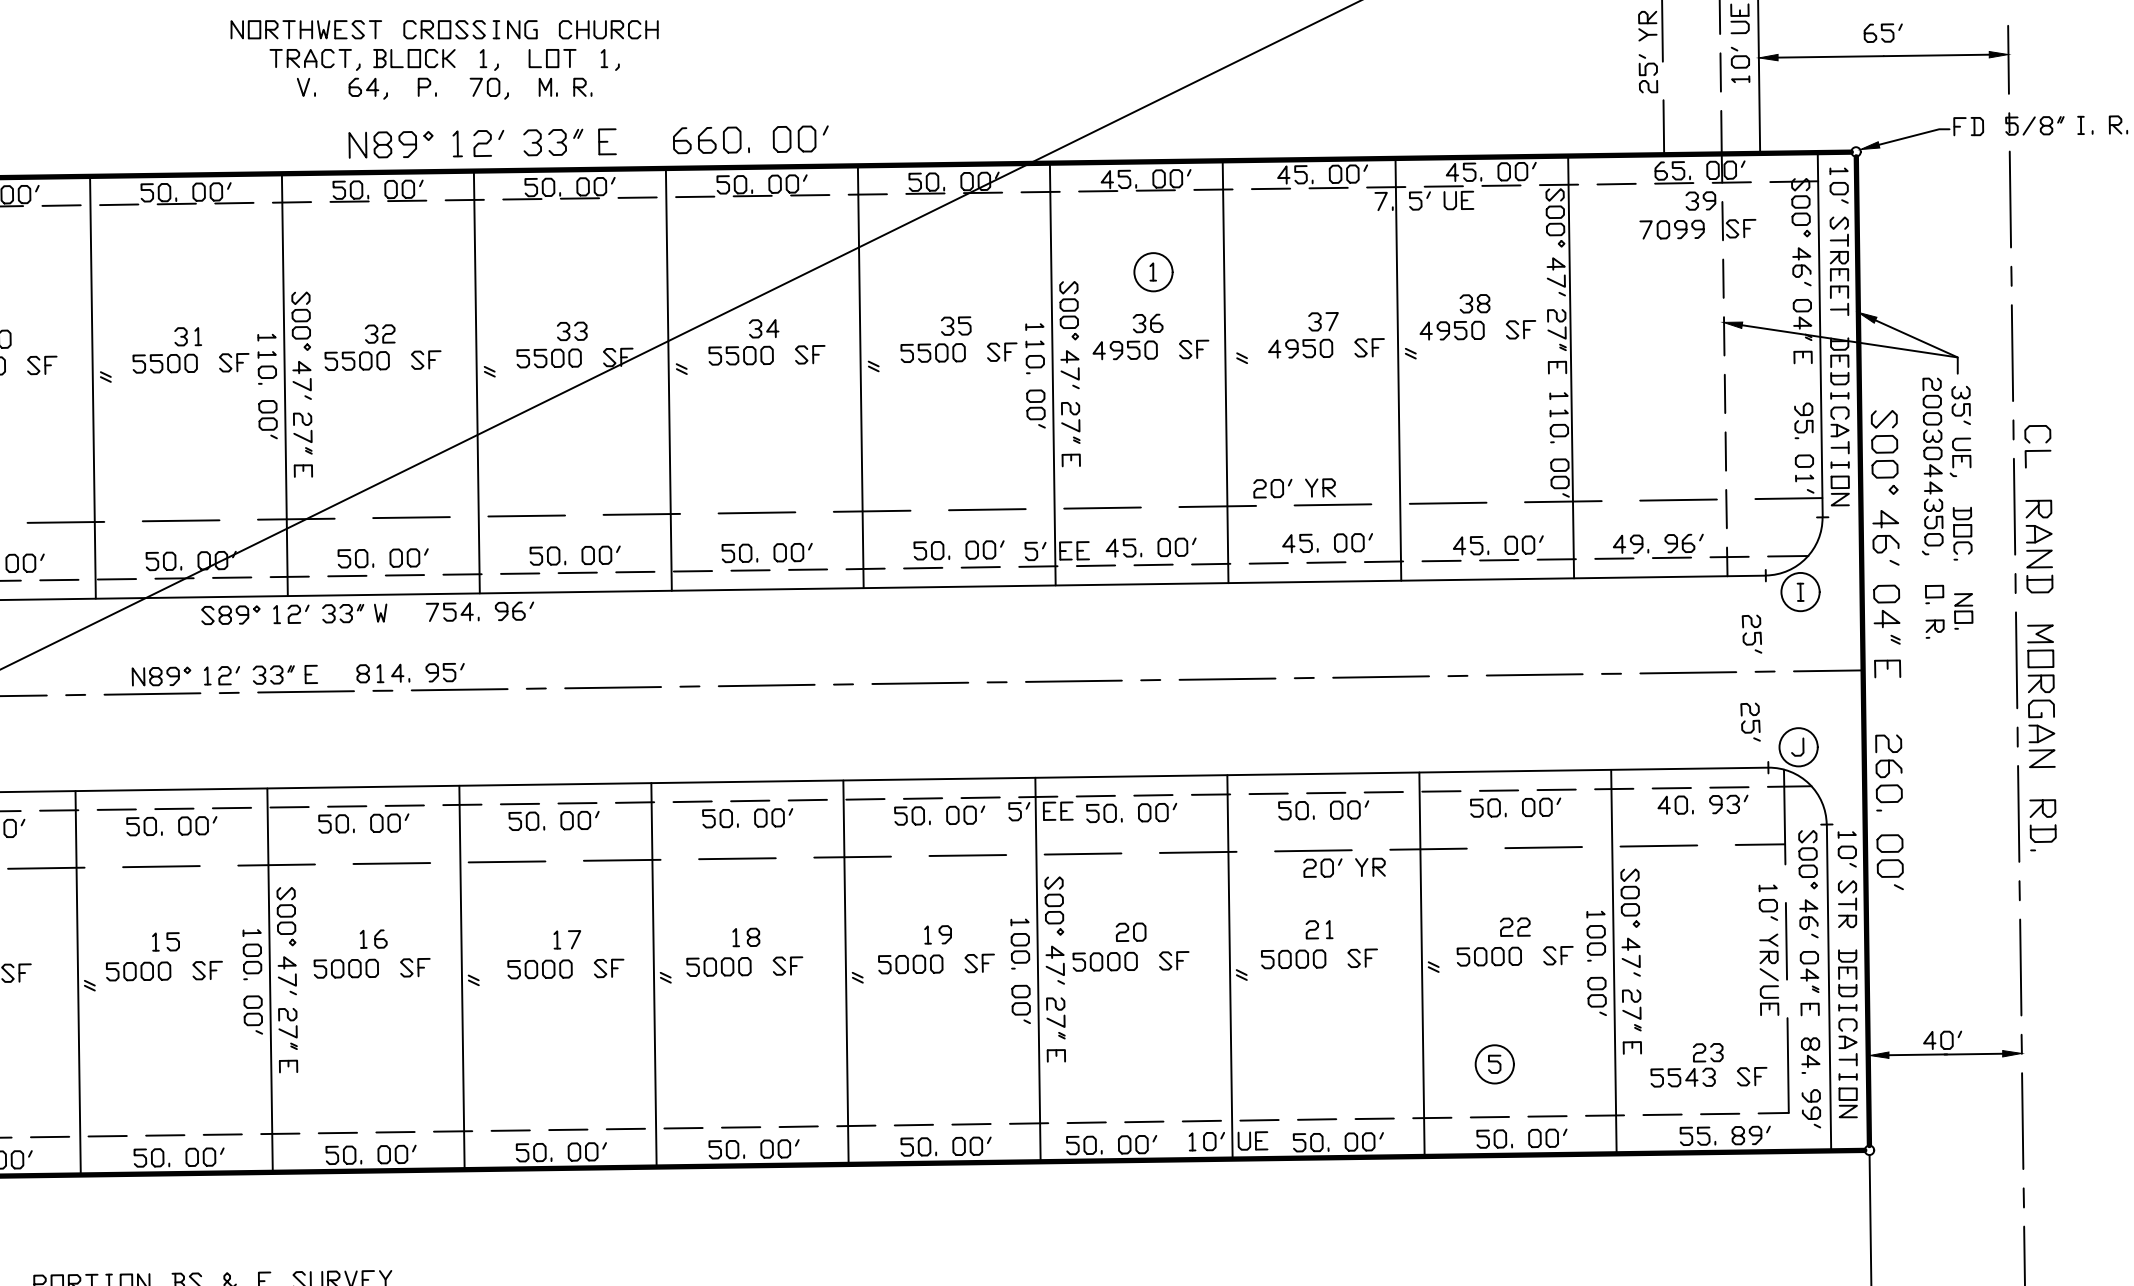 NORTHWEST CROSSING CHURCH
TRACT, BLOCK 1, LOT 1,
V. 64, P. 70, M. R.
25' YR
10' UE
65'
N89° 12' 33" E 660. 00'
FD 5/8" I. R.
00'
50. 00'
50. 00'
50. 00'
50. 00'
50. 00'
45. 00'
45. 00'
45. 00'
65. 00'
7. 5' UE
39
7099 SF
SF
31
5500 SF
110. 00'
S00° 47' 27" E
32
5500 SF
33
5500 SF
34
5500 SF
35
5500 SF
110. 00'
S00° 47' 27" E
1
36
4950 SF
37
4950 SF
38
4950 SF
S00° 47' 27" E 110. 00'
S00° 46' 04" E 95. 01'
10' STREET DEDICATION
35' UE, DOC. NO.
2003044350, O. R.
20' YR
00'
50. 00'
50. 00'
50. 00'
50. 00'
50. 00'
5' EE
45. 00'
45. 00'
45. 00'
49. 96'
I
S89° 12' 33" W 754. 96'
25'
N89° 12' 33" E 814. 95'
25'
J
S00° 46' 04" E 260. 00'
CL RAND MORGAN RD.
0'
50. 00'
50. 00'
50. 00'
50. 00'
50. 00'
5' EE
50. 00'
50. 00'
50. 00'
40. 93'
20' YR
SF
15
5000 SF
100. 00'
S00° 47' 27" E
16
5000 SF
17
5000 SF
18
5000 SF
19
5000 SF
100. 00'
S00° 47' 27" E
20
5000 SF
21
5000 SF
22
5000 SF
100. 00'
S00° 47' 27" E
10' YR/UE
S00° 46' 04" E 84. 99'
10' STR DEDICATION
5
23
5543 SF
40'
00'
50. 00'
50. 00'
50. 00'
50. 00'
50. 00'
50. 00'
10' UE
50. 00'
50. 00'
55. 89'
PORTION BS & F SURVEY